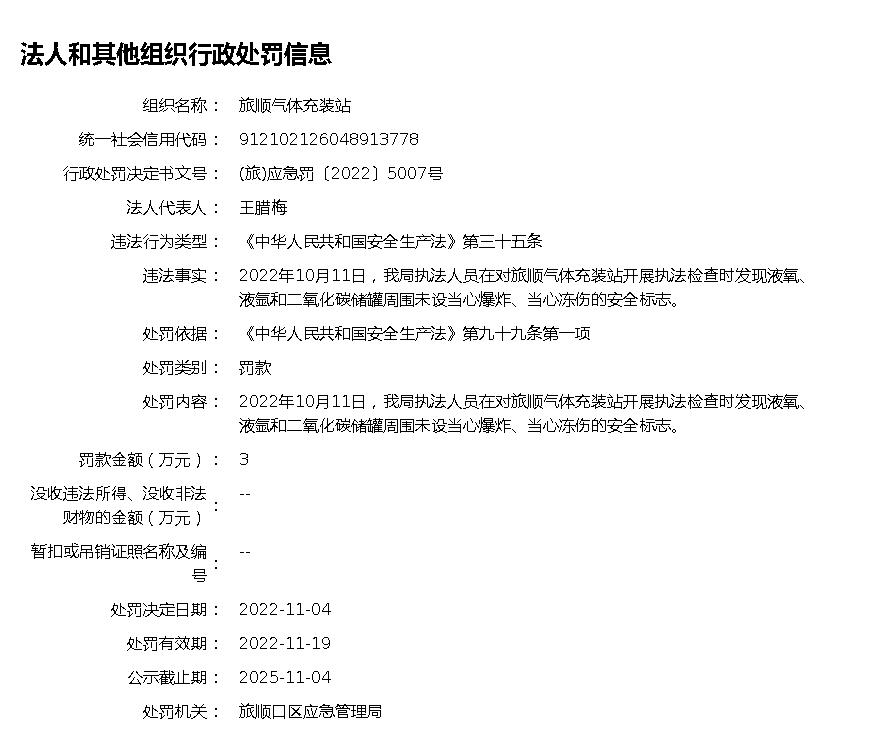 法人和其他组织行政处罚信息
组织名称： 旅顺气体充装站
统一社会信用代码： 912102126048913778
行政处罚决定书文号： (旅)应急罚〔2022〕5007号
法人代表人： 王腊梅
违法行为类型： 《中华人民共和国安全生产法》第三十五条
违法事实： 2022年10月11日，我局执法人员在对旅顺气体充装站开展执法检查时发现液氧、
液氩和二氧化碳储罐周围未设当心爆炸、当心冻伤的安全标志。
处罚依据： 《中华人民共和国安全生产法》第九十九条第一项
处罚类别： 罚款
处罚内容： 2022年10月11日，我局执法人员在对旅顺气体充装站开展执法检查时发现液氧、
液氩和二氧化碳储罐周围未设当心爆炸、当心冻伤的安全标志。
罚款金额（万元）： 3
没收违法所得、没收非法
财物的金额（万元）： --
暂扣或吊销证照名称及编
号： --
处罚决定日期： 2022-11-04
处罚有效期： 2022-11-19
公示截止期： 2025-11-04
处罚机关： 旅顺口区应急管理局